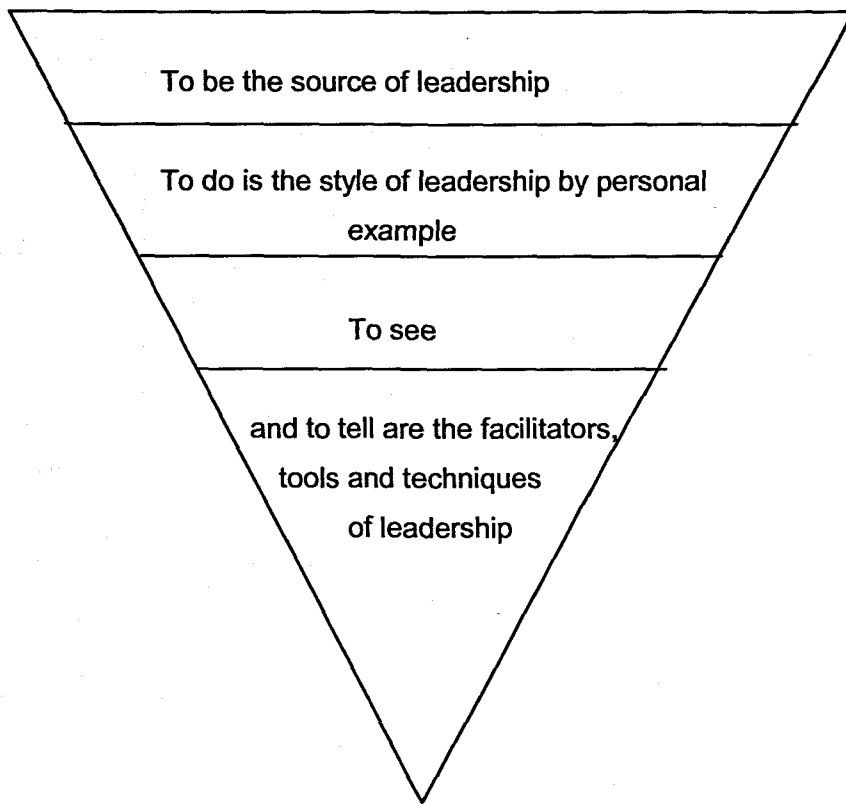 To be the source of leadership
To do is the style of leadership by personal
example
To see
and to tell are the facilitators,
tools and techniques
of leadership